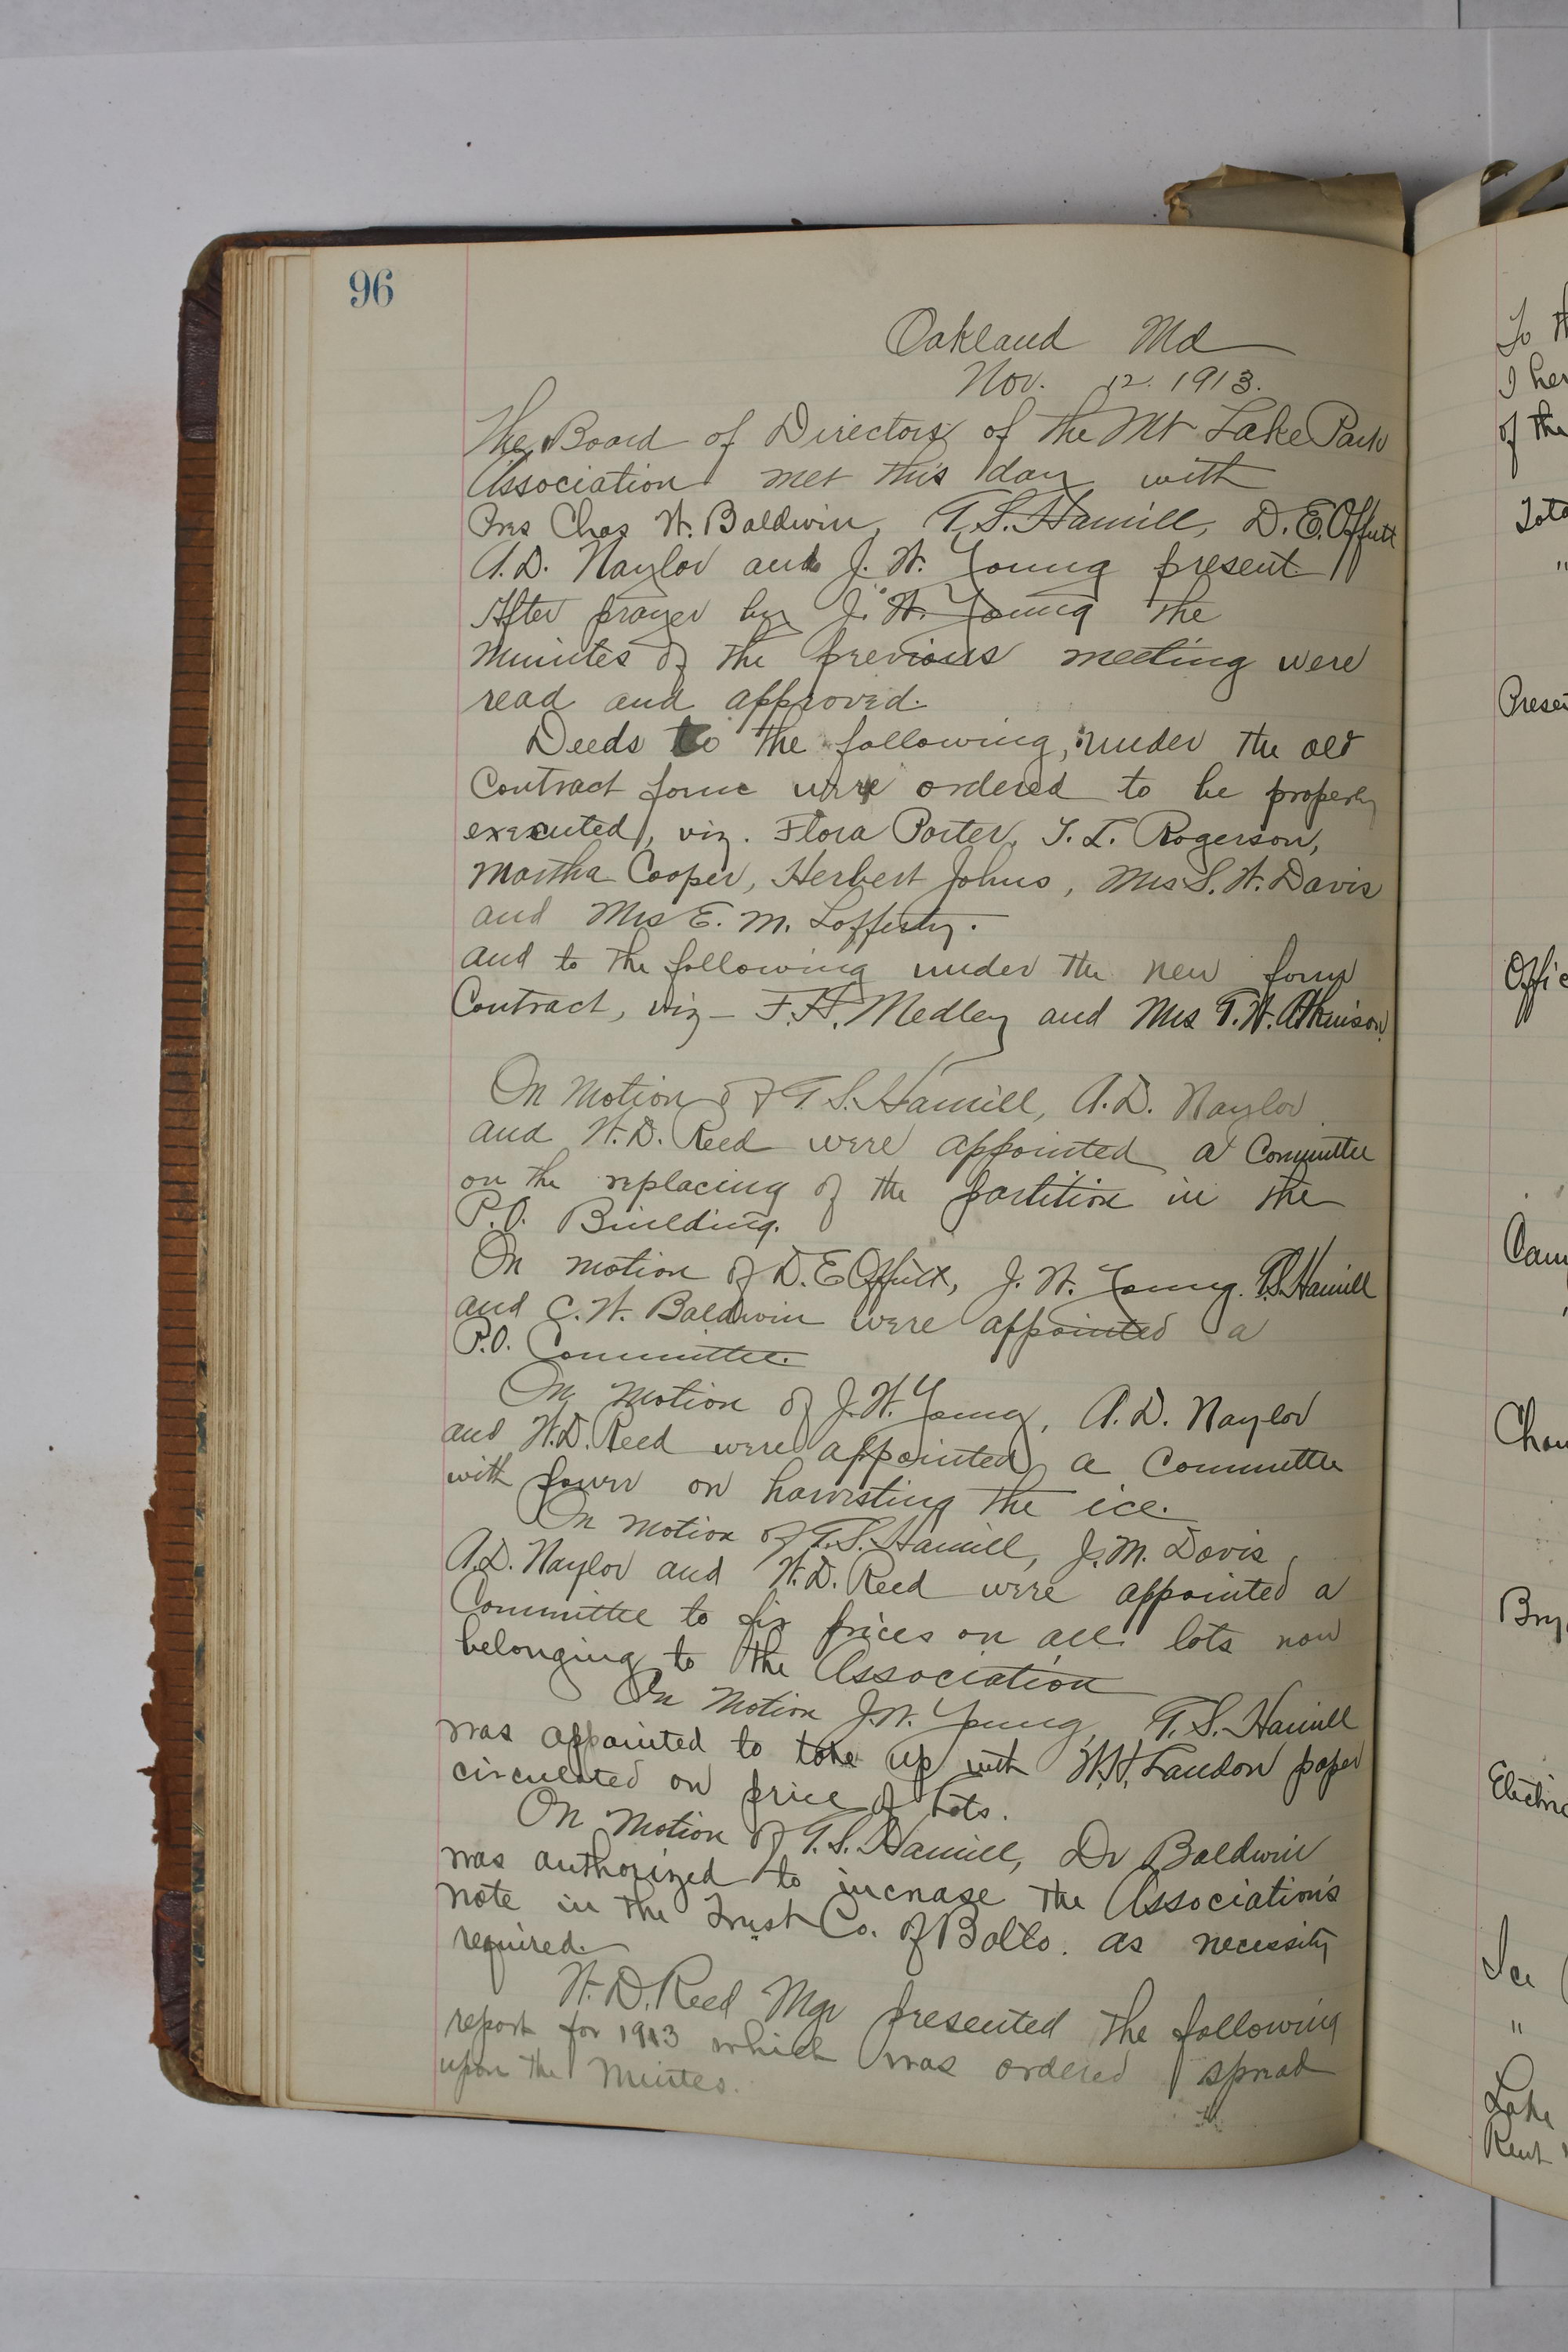 96
Oakland Md
Nov. 12. 1913.
The Board of Directors of the Mt Lake Park
Association met this day with
Pres Chas W. Baldwin, T. S. Hamill, D. E. Offutt
A. D. Naylor and J. W. Young present
After prayer by J. W. Young the
minutes of the previous meeting were
read and approved.
Deeds to the following, under the old
Contract form were ordered to be properly
executed, viz. Flora Porter, T. L. Rogerson,
Martha Cooper, Herbert Johns, Mrs S. W. Davis
and Mrs E. M. Lofferty.
and to the following under the new form
Contract, viz – F. H. Medley and Mrs T. W. Atkinson
On Motion of T. S. Hamill, A. D. Naylor
and W. D. Reed were appointed a Committee
on the replacing of the partition in the
P.O. Building.
On motion of D. E Offutt, J. W. Young. T. S. Hamill
and C. W. Baldwin were appointed a
P.O. Committee.
On motion of J. W. Young, A. D. Naylor
and W. D. Reed were appointed a Committee
with power on harvesting the ice.
On motion of T. S. Hamill, J. M. Davis,
A. D. Naylor and W. D. Reed were appointed a
Committee to fix prices on all lots now
belonging to the Association
On Motion J. W. Young, T. S. Hamill
was appointed to take up with W. H. Landon paper
circulated on price of Lots.
On Motion of T. S. Hamill, Dr Baldwin
was authorized to increase the Association's
note in the Trust Co. of Balto. as necessity
required.
W. D. Reed Mgr presented the following
report for 1913 which was ordered spread
upon the Minutes.
To
I her
of the
Tota
"
Presen
Offic
Cam
Chau
Bry
Electric
Ice
"
Lake
Rent